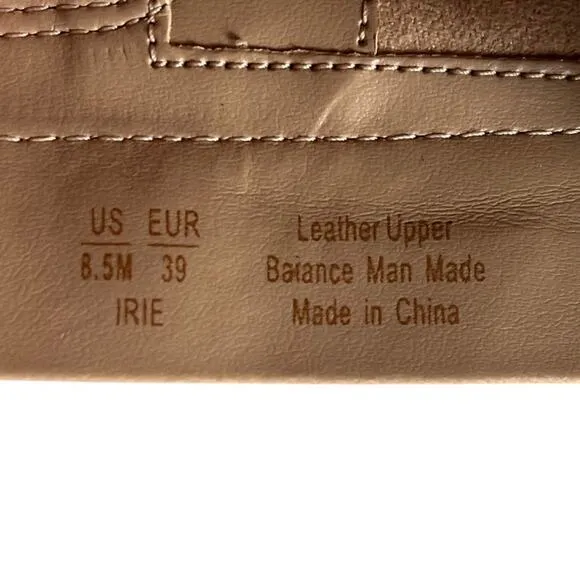 US EUR
8.5M 39
IRIE
Leather Upper
Balance Man Made
Made in China